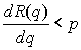 dR(q)/dq < p